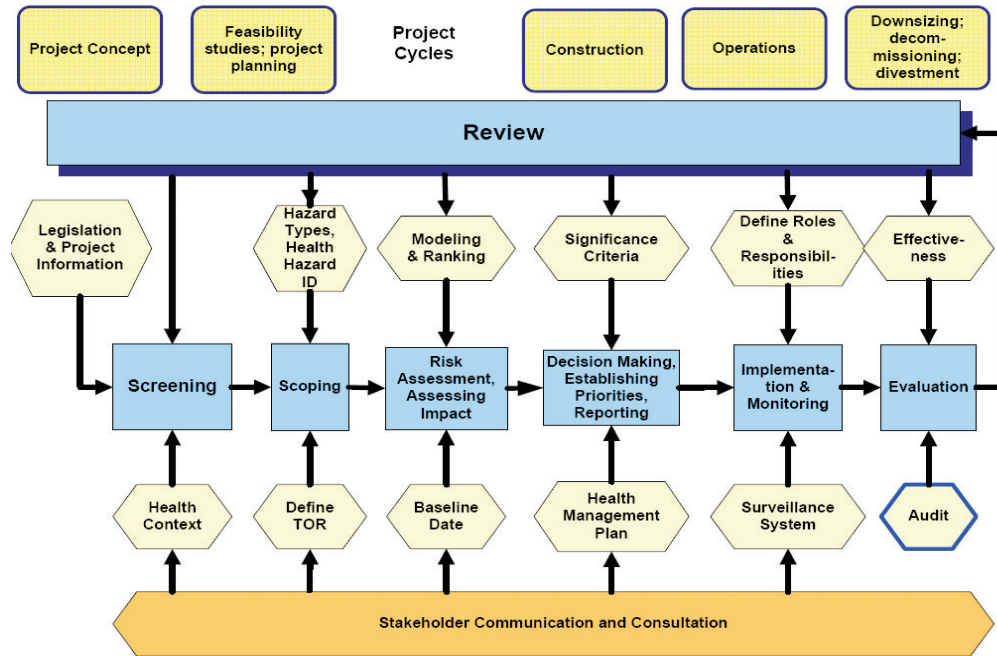 Project Concept
Feasibility
studies; project
planning
Project
Cycles
Construction
Operations
Downsizing;
decom-
missioning;
divestment
Review
Legislation
& Project
Information
Hazard
Types,
Health
Hazard
ID
Modeling
& Ranking
Significance
Criteria
Define Roles
&
Responsibil-
ities
Effective-
ness
Screening
Scoping
Risk
Assessment,
Assessing
Impact
Decision Making,
Establishing
Priorities,
Reporting
Implementa-
tion &
Monitoring
Evaluation
Health
Context
Define
TOR
Baseline
Date
Health
Management
Plan
Surveillance
System
Audit
Stakeholder Communication and Consultation